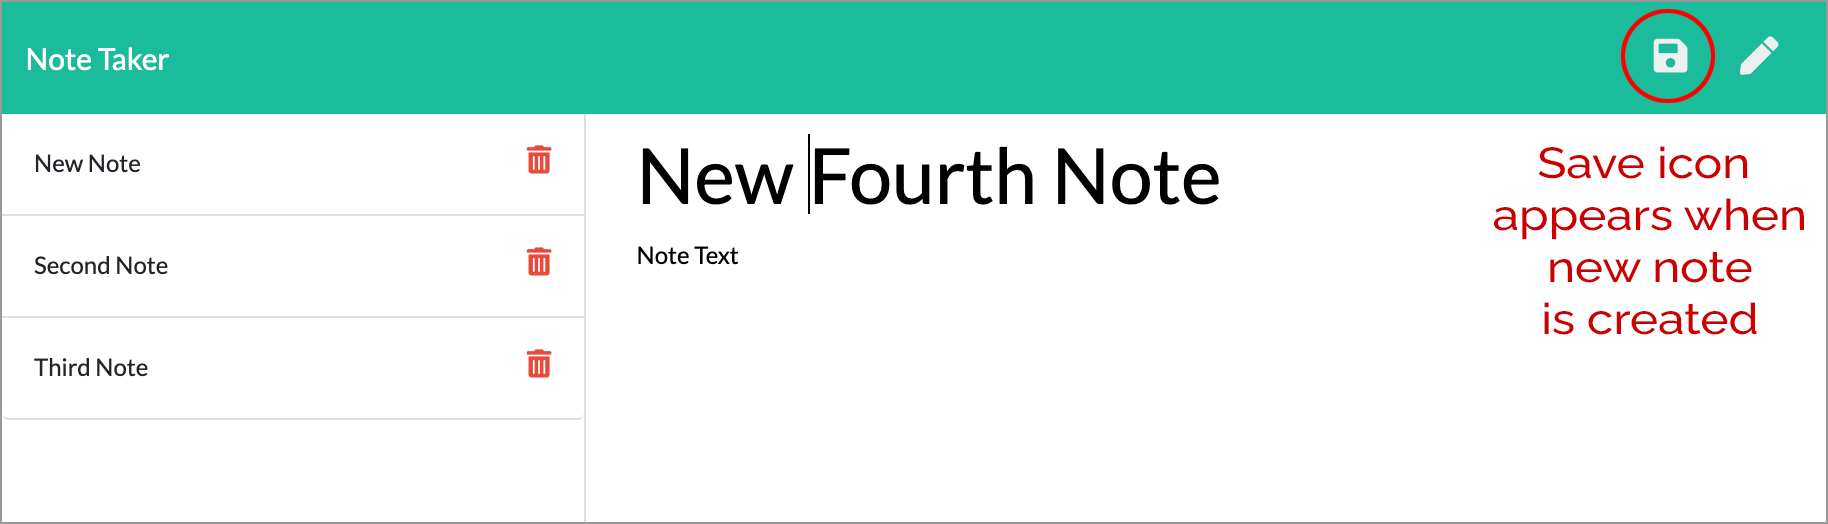 Note Taker
New Note
Second Note
Third Note
New Fourth Note
Note Text
Save icon
appears when
new note
is created